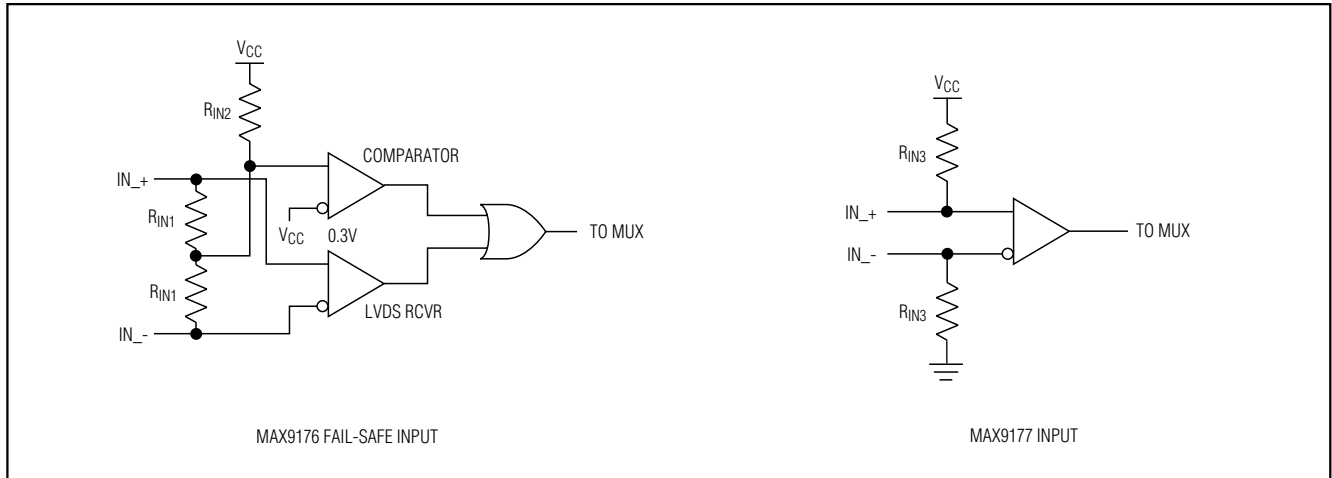 VCC
RIN2
COMPARATOR
IN_+
RIN1
VCC 0.3V
TO MUX
RIN1
LVDS RCVR
IN_-
MAX9176 FAIL-SAFE INPUT
VCC
RIN3
IN_+
TO MUX
IN_-
RIN3
MAX9177 INPUT